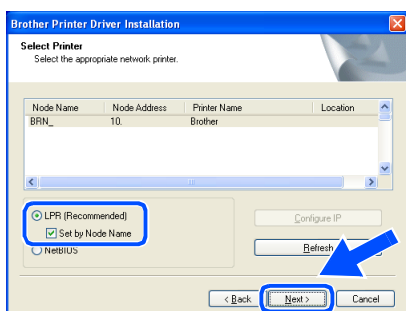 Brother Printer Driver Installation
Select Printer
Select the appropriate network printer.
Node Name Node Address Printer Name Location
BRN_ 10. Brother
LPR (Recommended)
Set by Node Name
NetBIOS
Configure IP
Refresh
< Back Next > Cancel